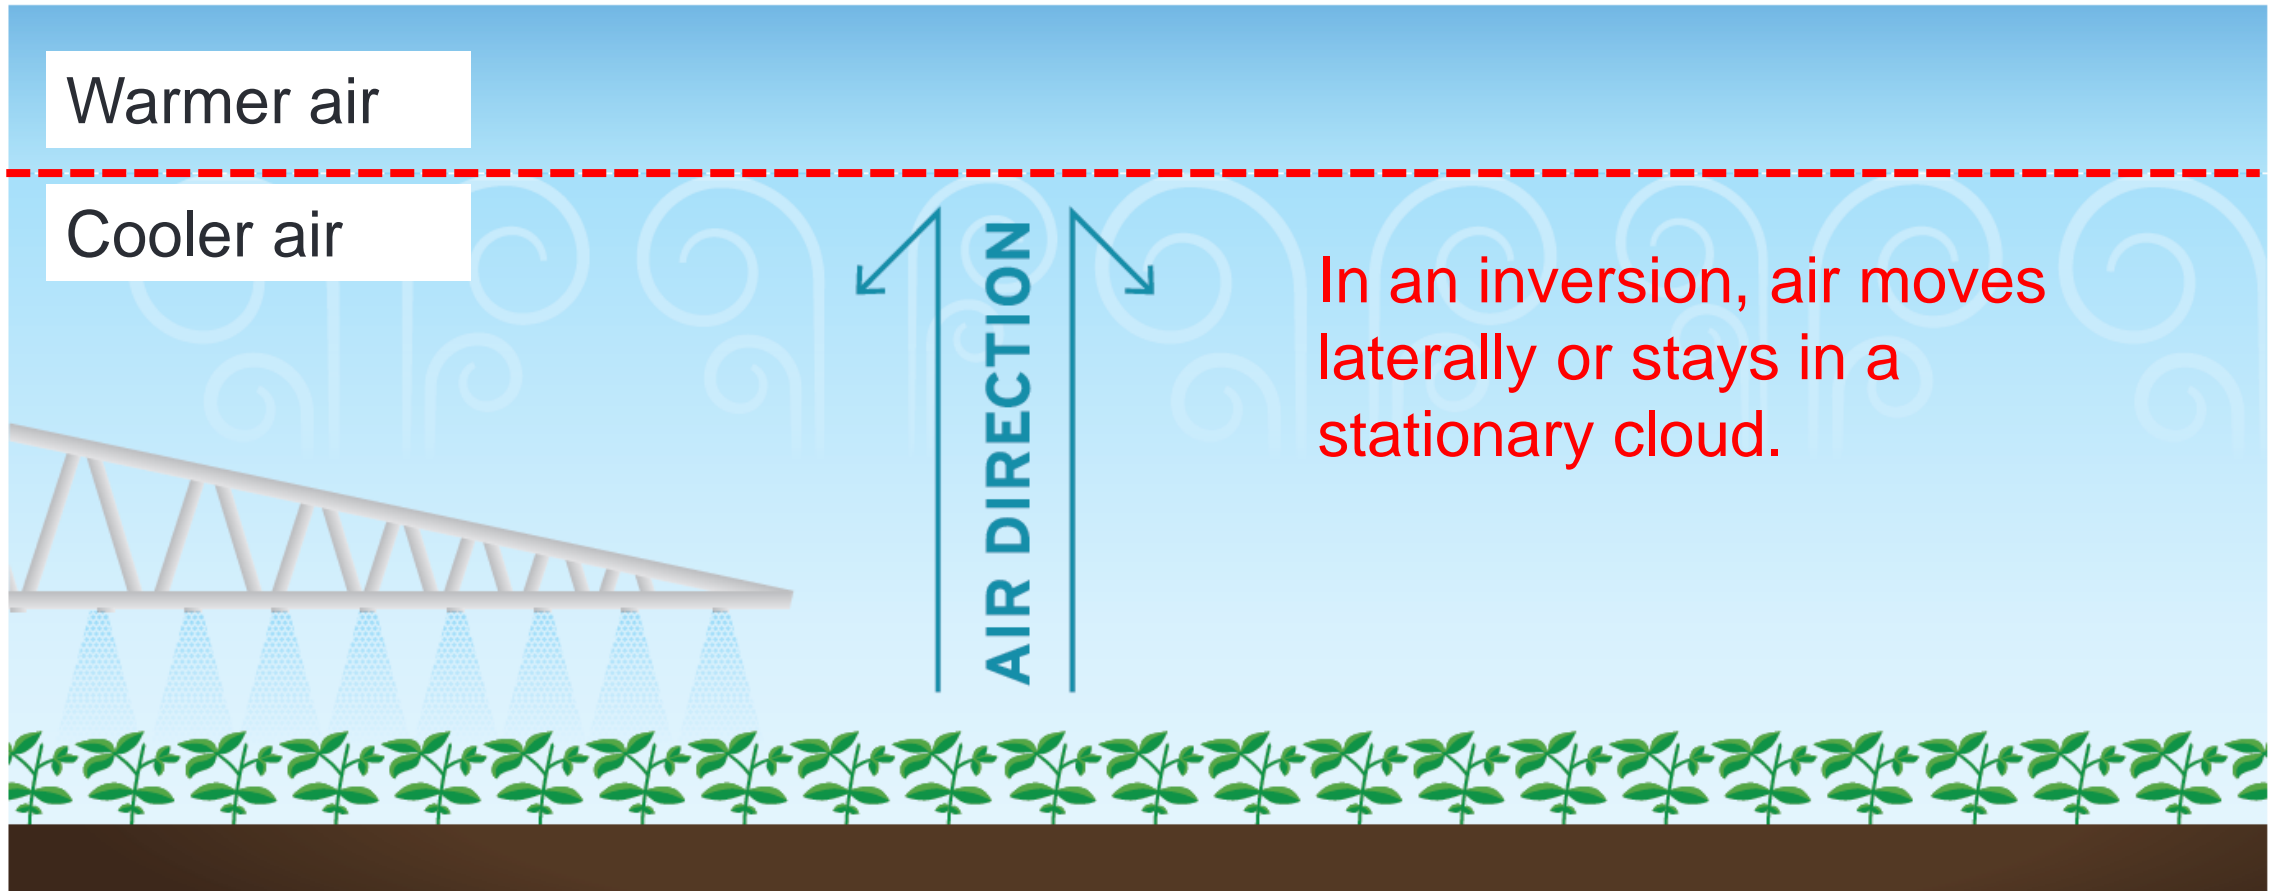 Warmer air
Cooler air
AIR DIRECTION
In an inversion, air moves
laterally or stays in a
stationary cloud.